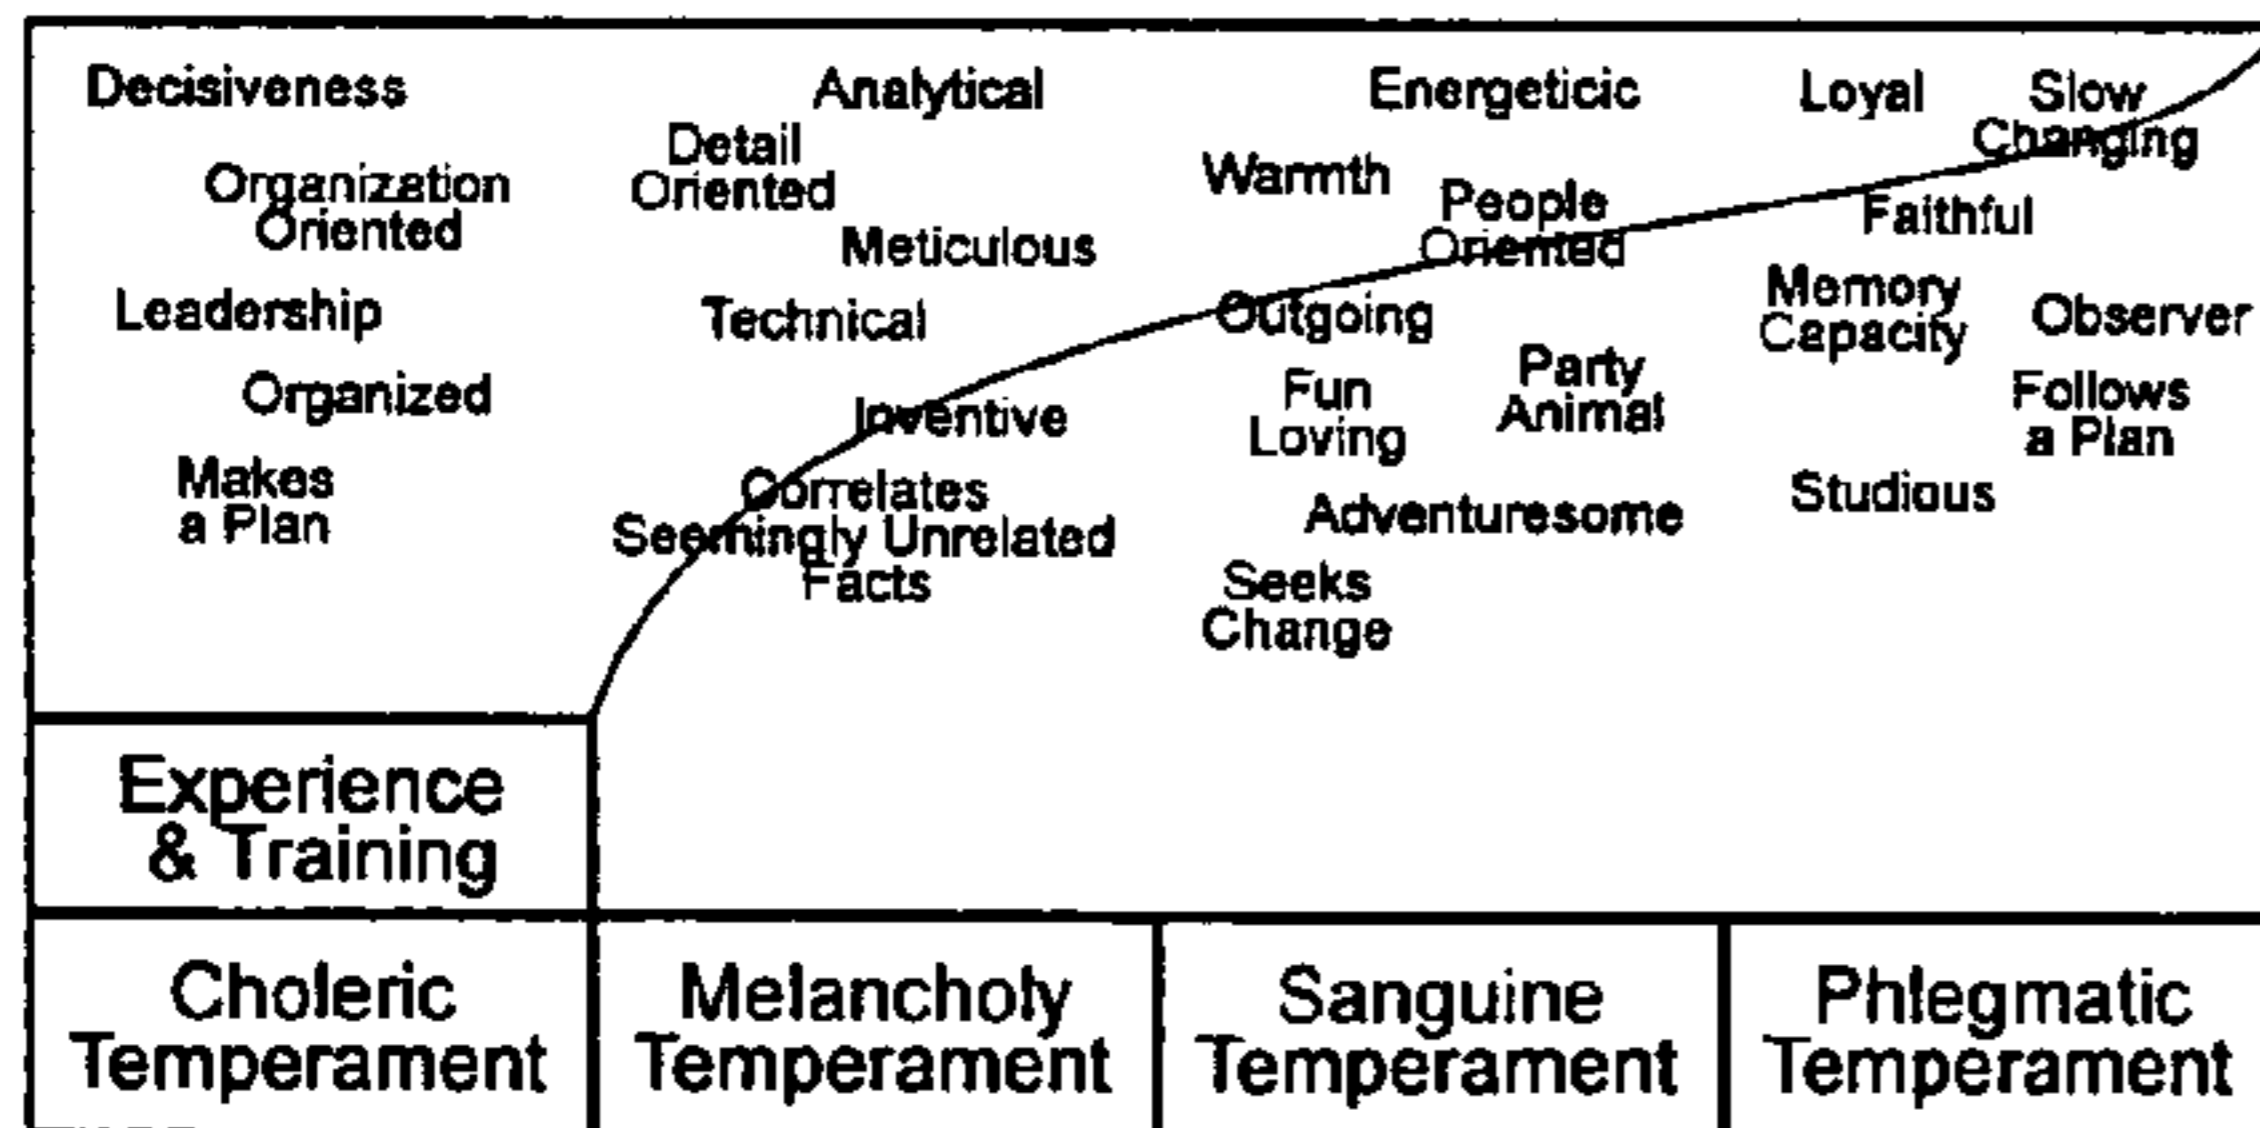 Decisiveness
Organization
Oriented
Leadership
Organized
Makes
a Plan
Analytical
Detail
Oriented
Meticulous
Technical
Inventive
Correlates
Seemingly Unrelated
Facts
Energeticic
Warmth
People
Oriented
Outgoing
Fun
Loving
Party
Animal
Adventuresome
Seeks
Change
Loyal
Slow
Changing
Faithful
Memory
Capacity
Observer
Follows
a Plan
Studious
Experience
& Training
Choleric
Temperament
Melancholy
Temperament
Sanguine
Temperament
Phlegmatic
Temperament